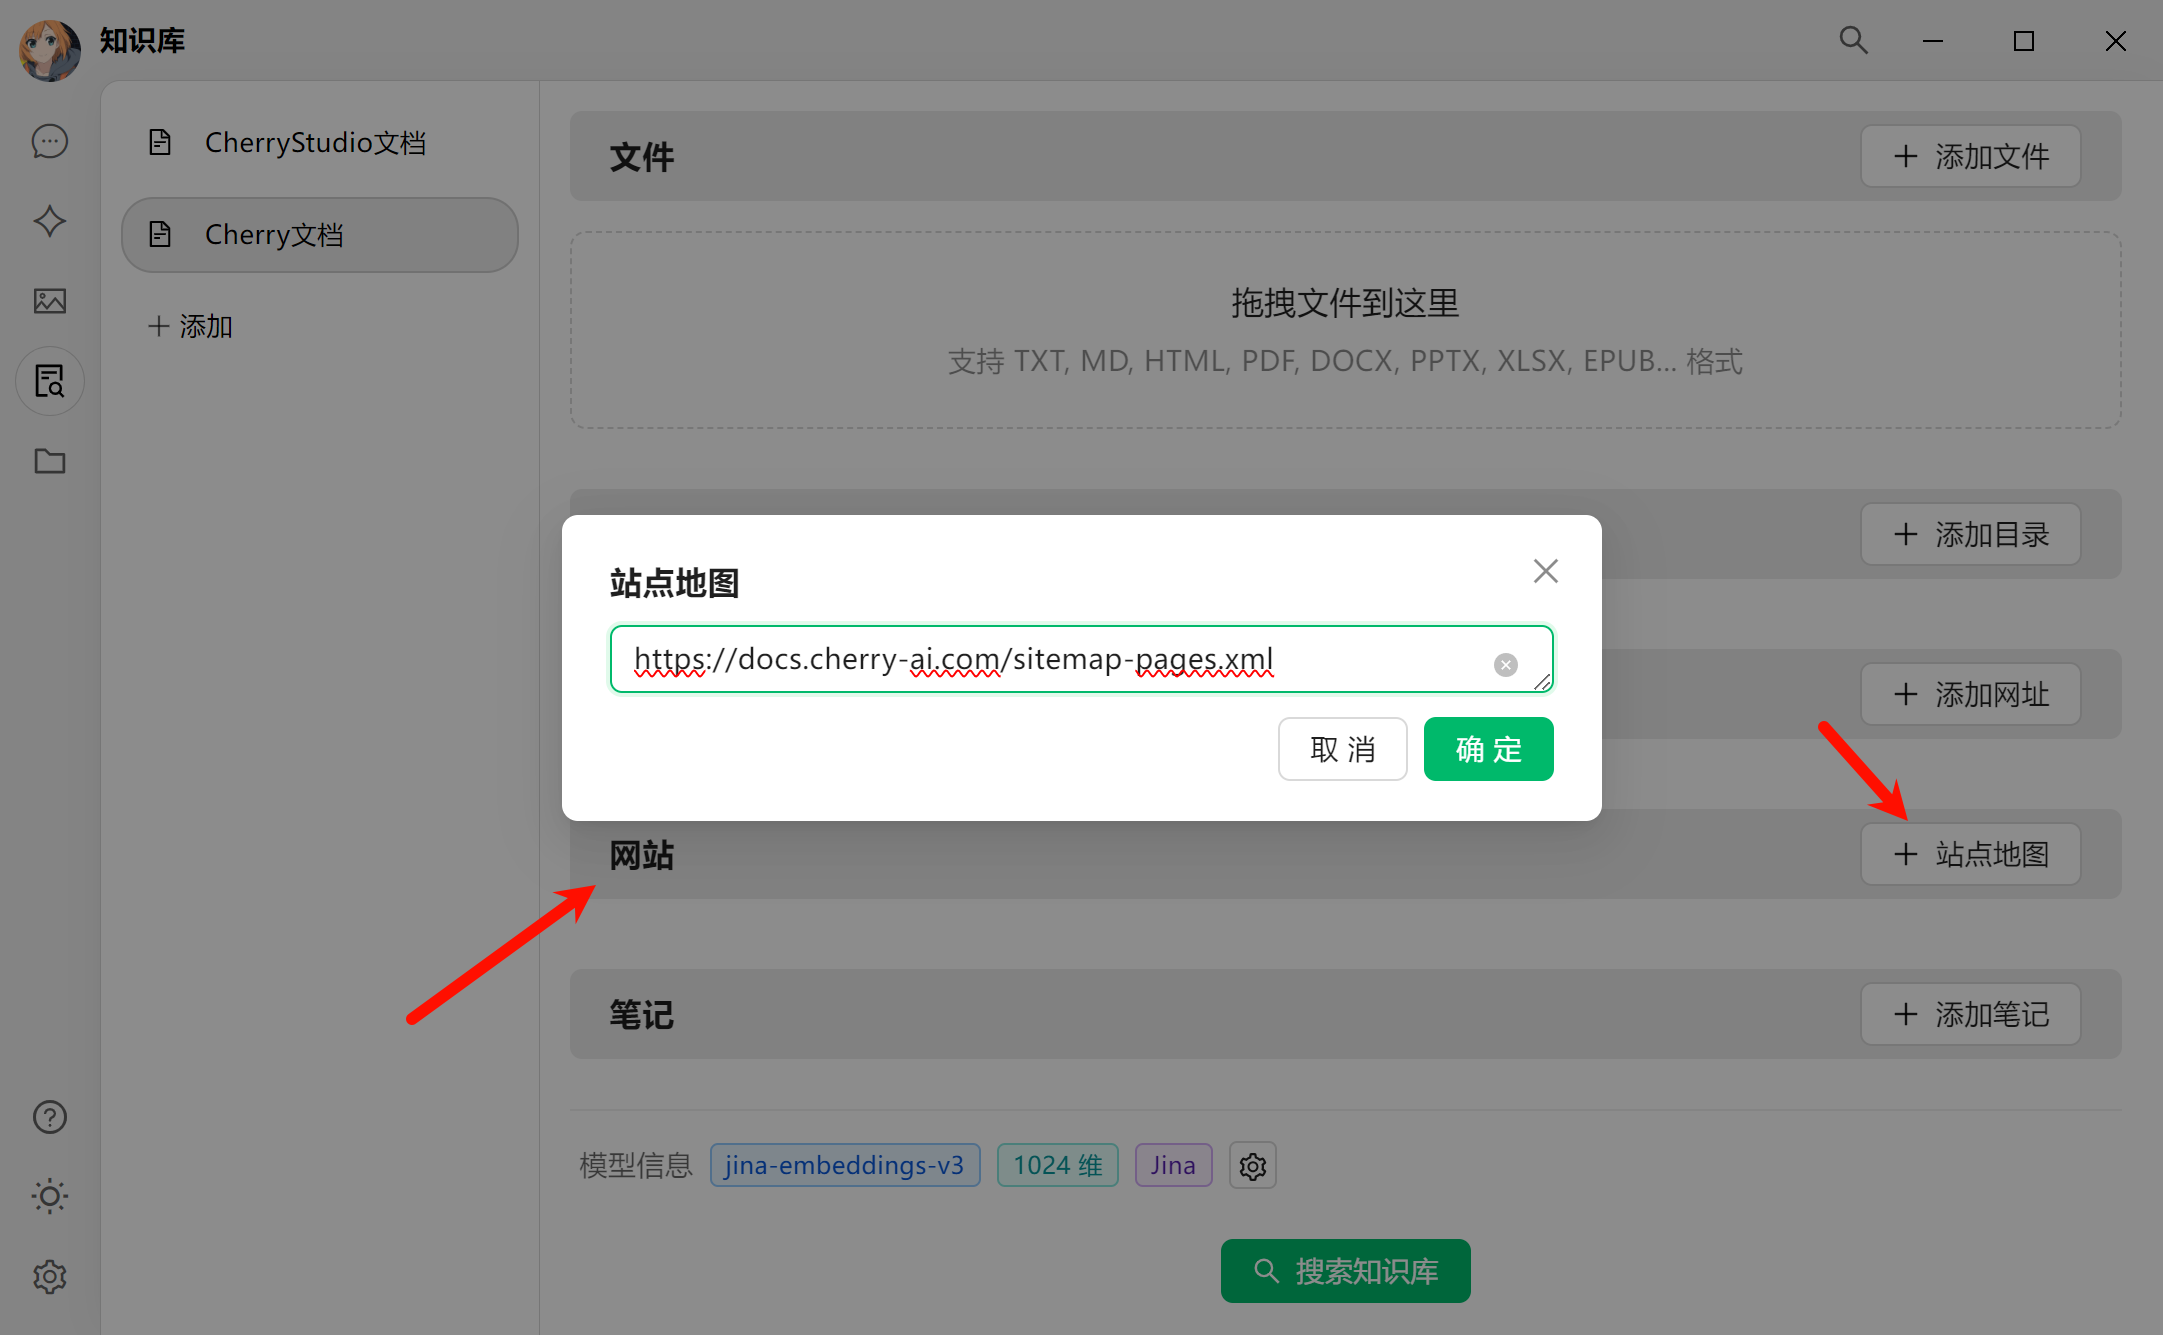 知识库
CherryStudio文档
Cherry文档
添加
文件
添加文件
拖拽文件到这里
支持 TXT, MD, HTML, PDF, DOCX, PPTX, XLSX, EPUB... 格式
添加目录
站点地图
https://docs.cherry-ai.com/sitemap-pages.xml
取 消
确 定
添加网址
网站
站点地图
笔记
添加笔记
模型信息 jina-embeddings-v3 1024 维 Jina
搜索知识库